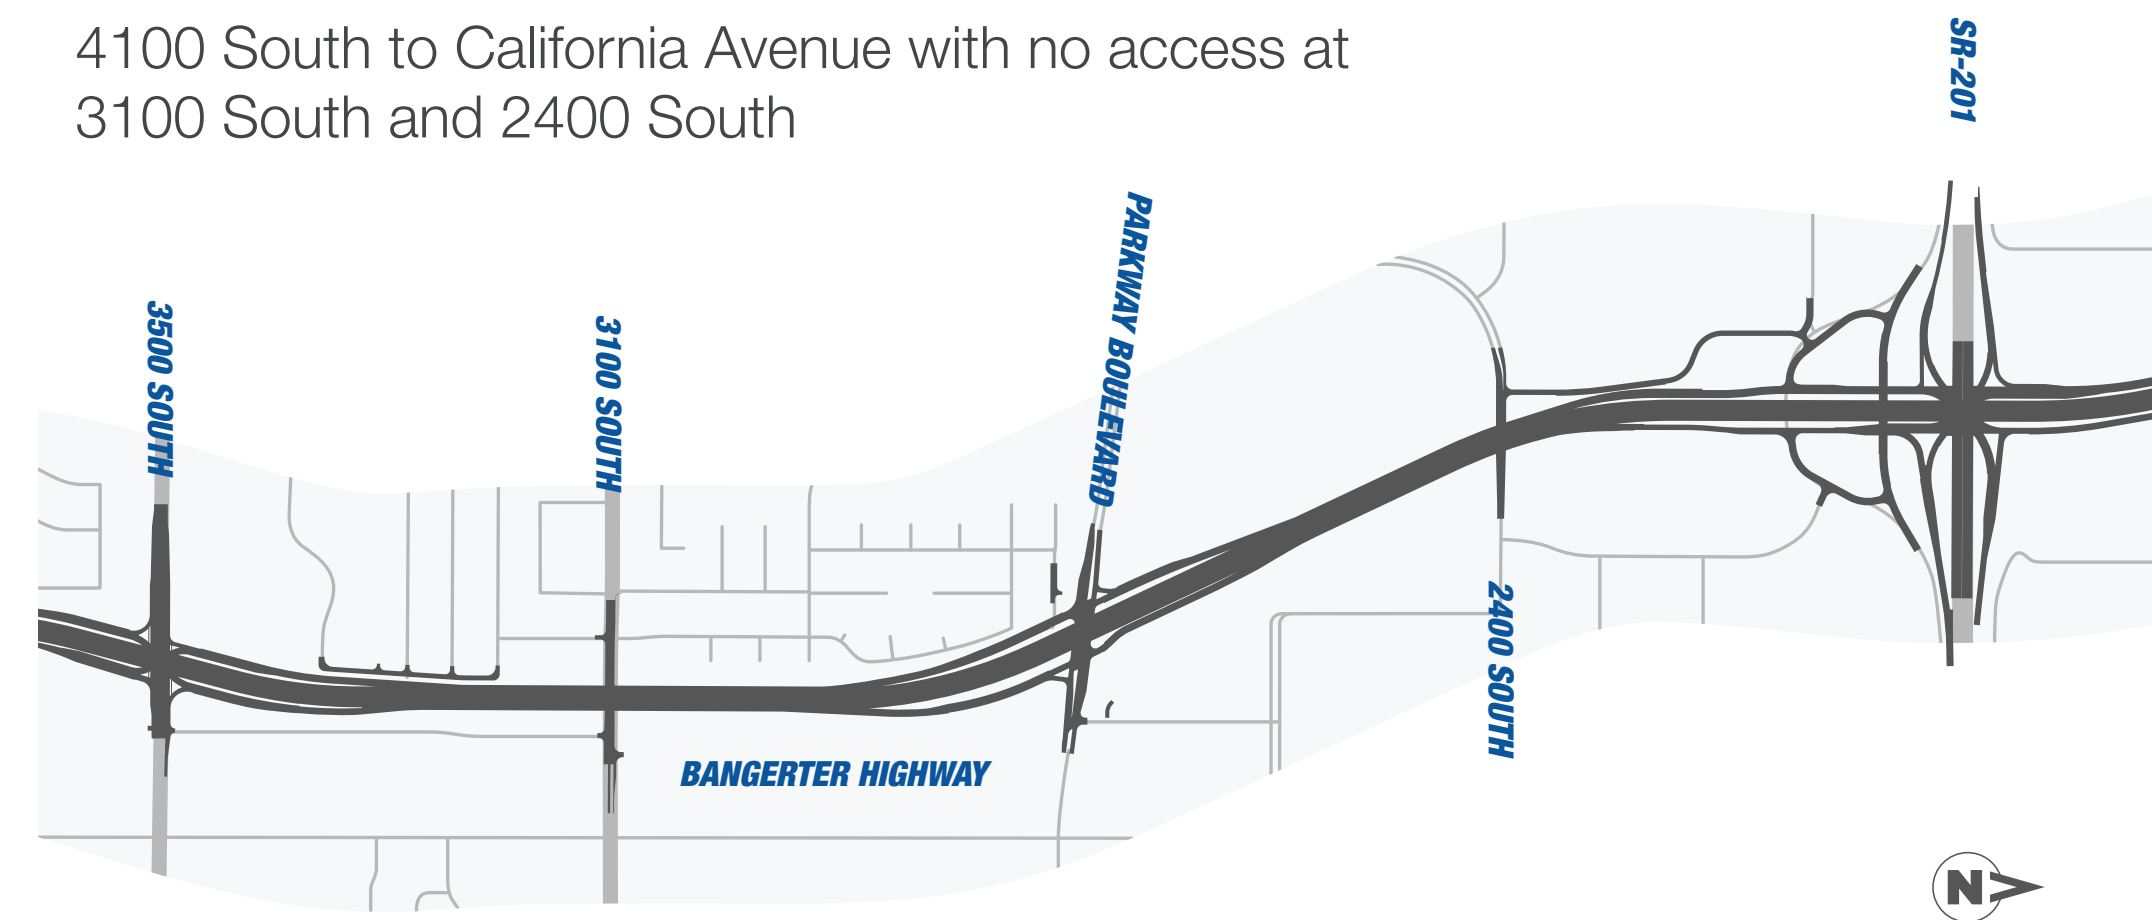 4100 South to California Avenue with no access at
3100 South and 2400 South
SR-201
PARKWAY BOULEVARD
3500 SOUTH
3100 SOUTH
2400 SOUTH
BANGERTER HIGHWAY
N